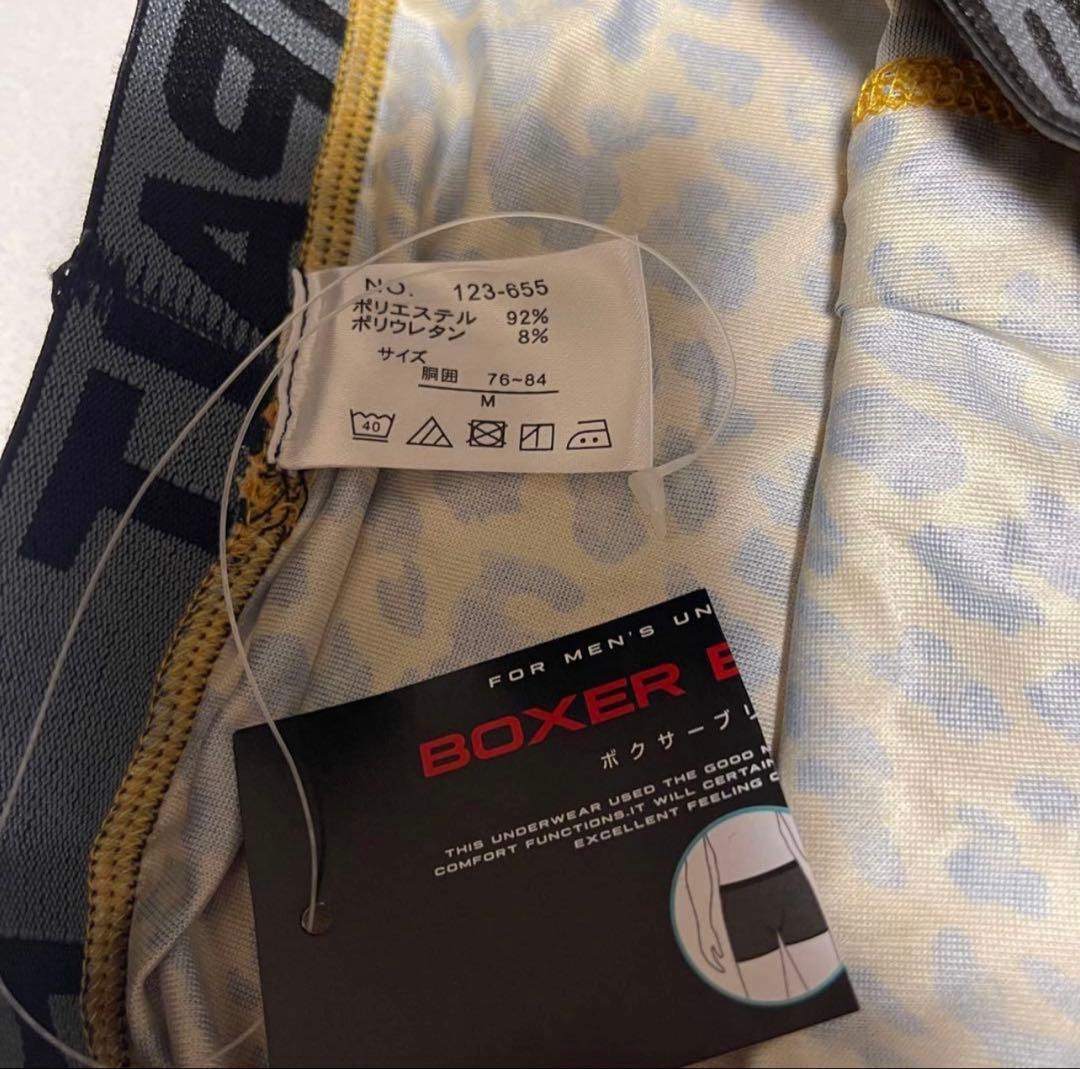 NO. 123-655
ポリエステル 92%
ポリウレタン 8%
サイズ
胴囲 76~84
M
40
FOR MEN'S UN
BOXER B
ボクサーブリ
THIS UNDERWEAR USED THE GOOD
COMFORT FUNCTIONS.IT WILL CERTAIN
EXCELLENT FEELING